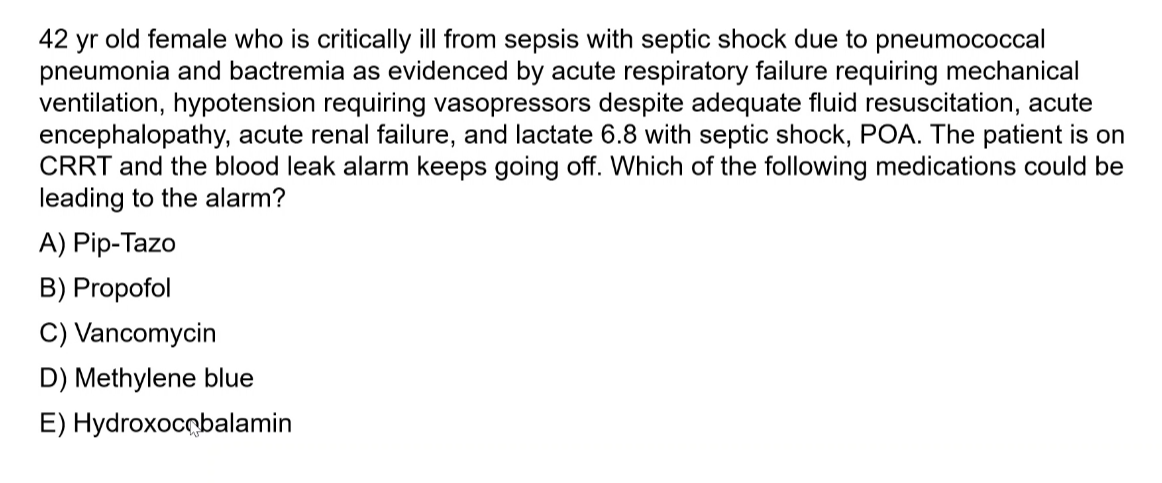 42 yr old female who is critically ill from sepsis with septic shock due to pneumococcal
pneumonia and bactremia as evidenced by acute respiratory failure requiring mechanical
ventilation, hypotension requiring vasopressors despite adequate fluid resuscitation, acute
encephalopathy, acute renal failure, and lactate 6.8 with septic shock, POA. The patient is on
CRRT and the blood leak alarm keeps going off. Which of the following medications could be
leading to the alarm?
A) Pip-Tazo
B) Propofol
C) Vancomycin
D) Methylene blue
E) Hydroxocobalamin